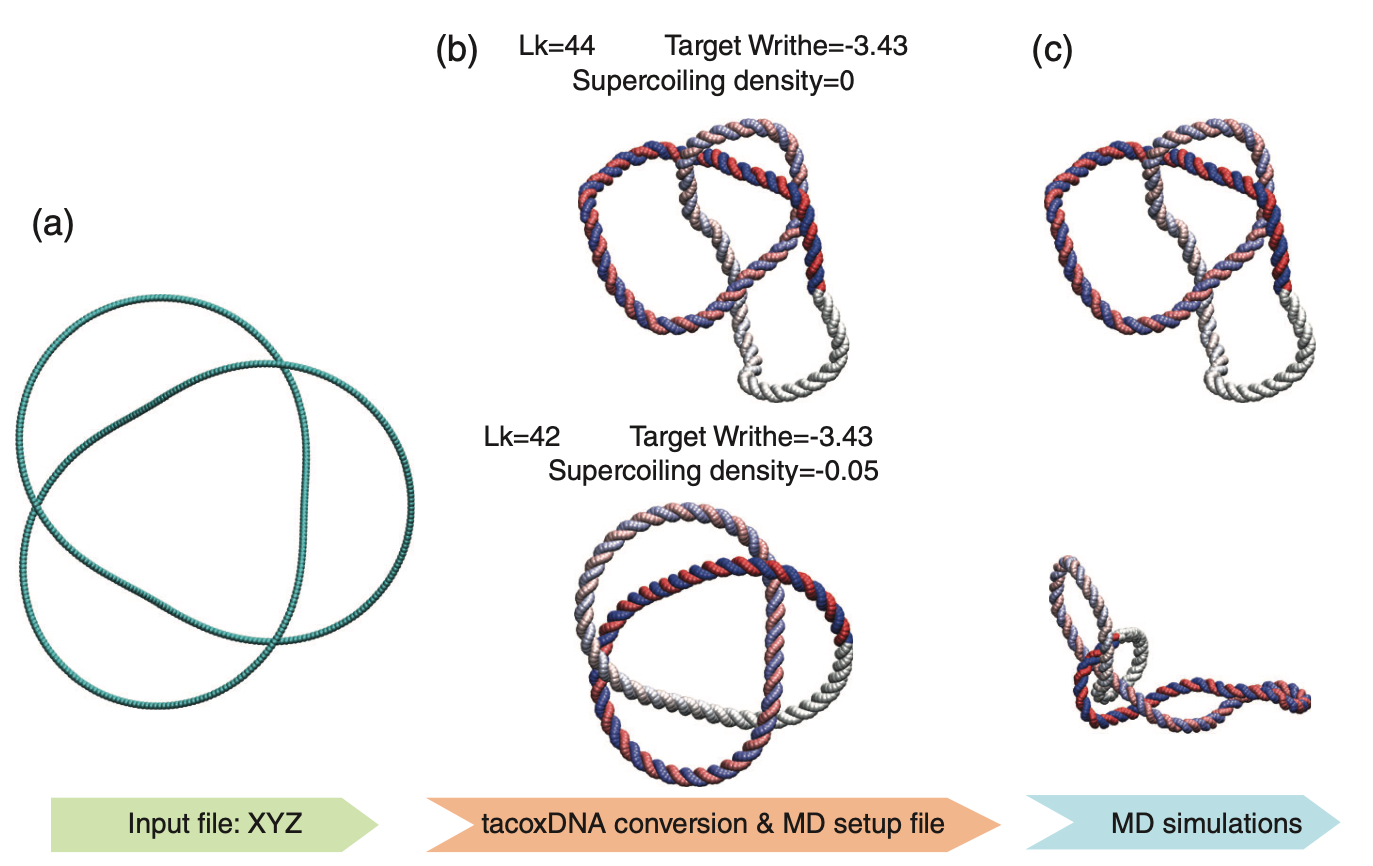 (a)
(b) Lk=44 Target Writhe=-3.43
Supercoiling density=0
Lk=42 Target Writhe=-3.43
Supercoiling density=-0.05
(c)
Input file: XYZ
tacoxDNA conversion & MD setup file
MD simulations